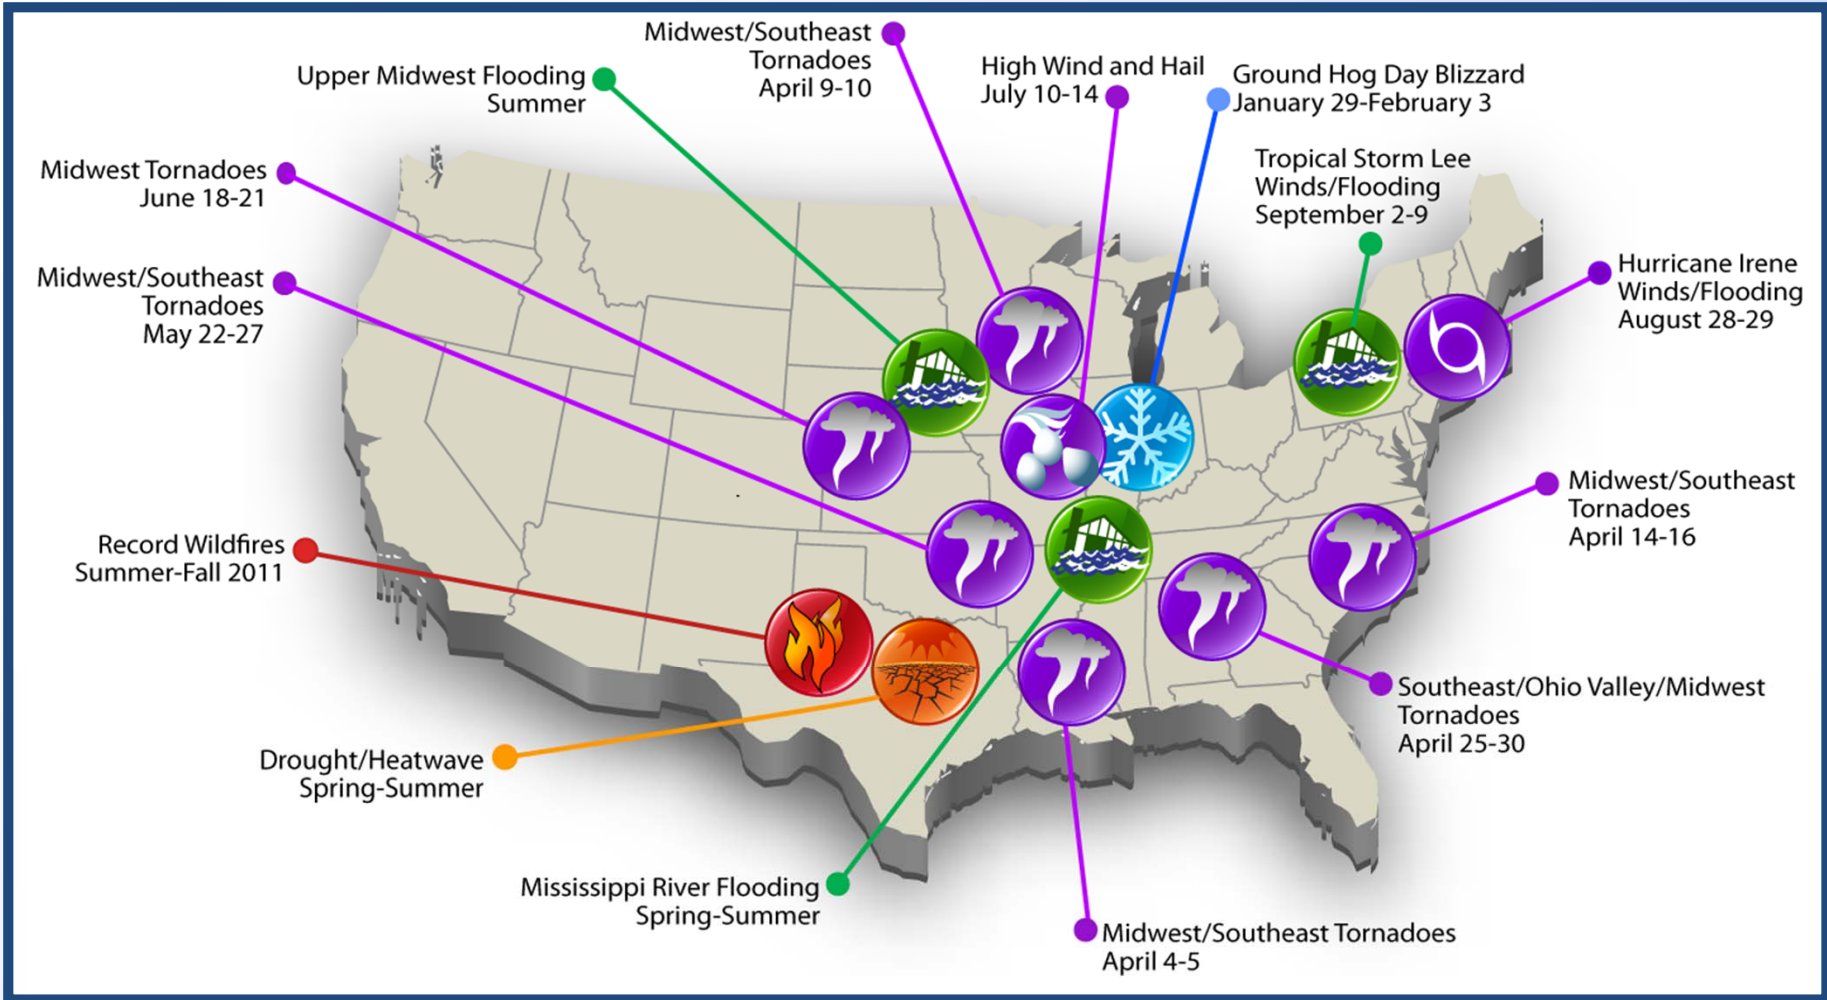 Midwest/Southeast
Tornadoes
April 9-10
High Wind and Hail
July 10-14
Ground Hog Day Blizzard
January 29-February 3
Upper Midwest Flooding
Summer
Tropical Storm Lee
Winds/Flooding
September 2-9
Midwest Tornadoes
June 18-21
Hurricane Irene
Winds/Flooding
August 28-29
Midwest/Southeast
Tornadoes
May 22-27
Midwest/Southeast
Tornadoes
April 14-16
Record Wildfires
Summer-Fall 2011
Southeast/Ohio Valley/Midwest
Tornadoes
April 25-30
Drought/Heatwave
Spring-Summer
Mississippi River Flooding
Spring-Summer
Midwest/Southeast Tornadoes
April 4-5